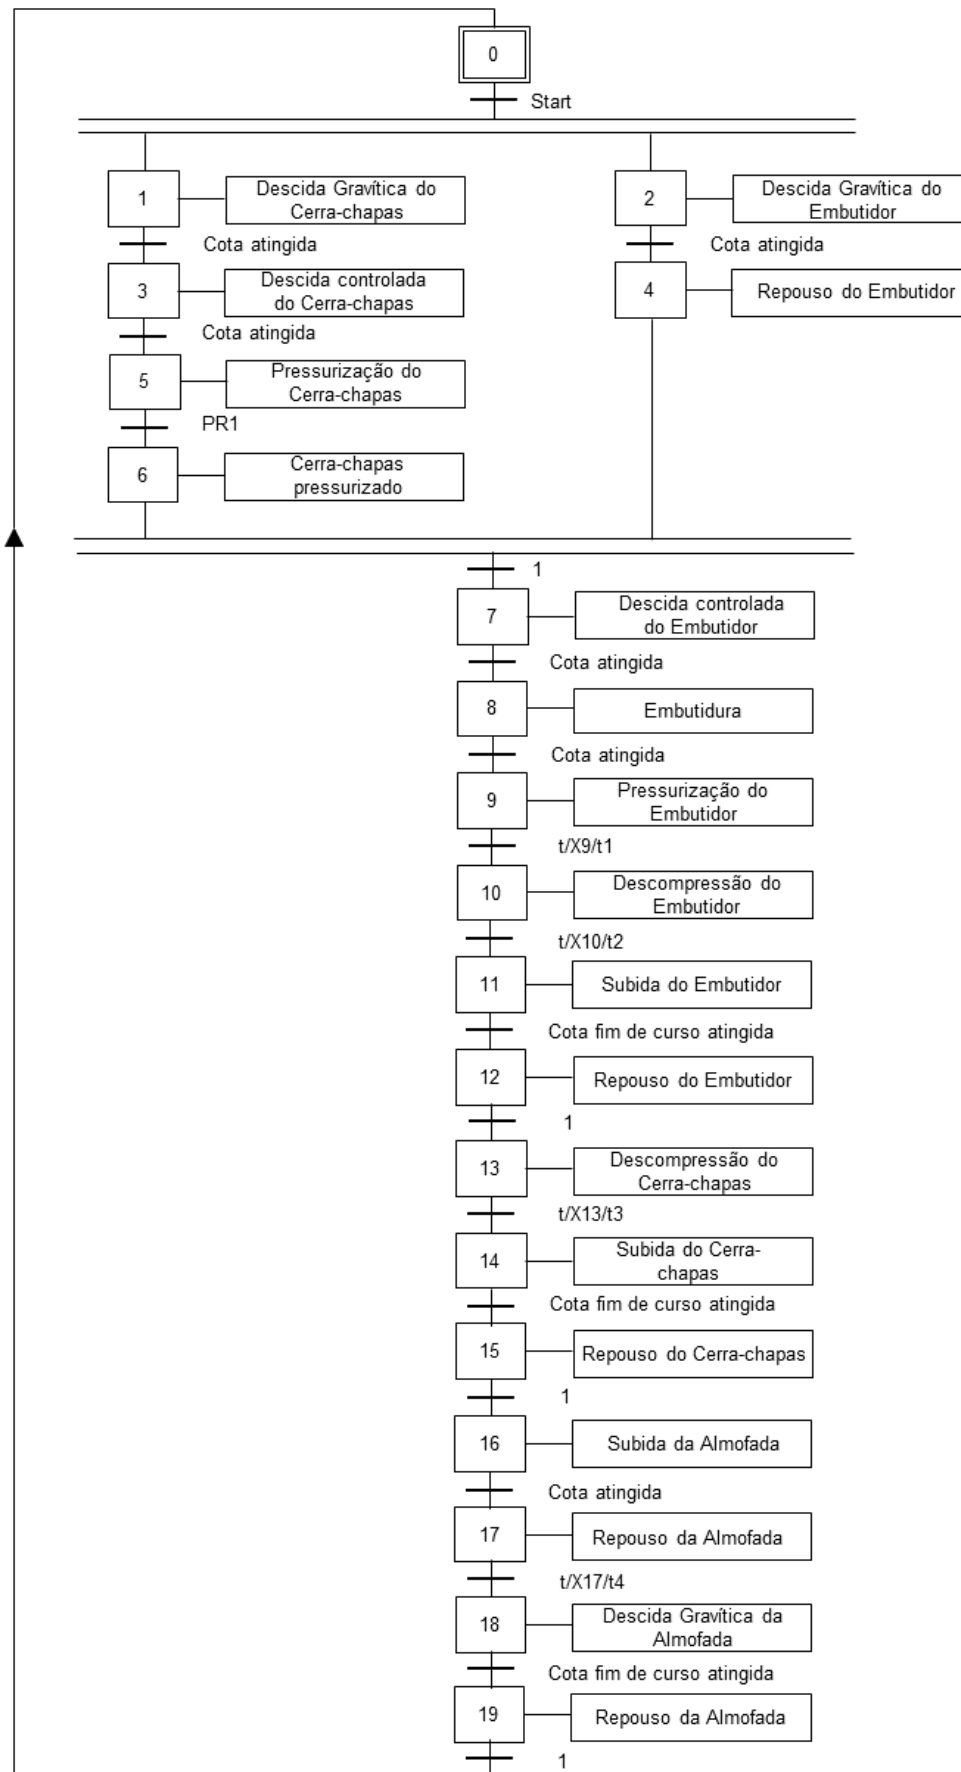 0
Start
1
Descida Gravítica do
Cerra-chapas
2
Descida Gravítica do
Embutidor
Cota atingida
Cota atingida
3
Descida controlada
do Cerra-chapas
4
Repouso do Embutidor
Cota atingida
5
Pressurização do
Cerra-chapas
PR1
6
Cerra-chapas
pressurizado
1
7
Descida controlada
do Embutidor
Cota atingida
8
Embutidura
Cota atingida
9
Pressurização do
Embutidor
t/X9/t1
10
Descompressão do
Embutidor
t/X10/t2
11
Subida do Embutidor
Cota fim de curso atingida
12
Repouso do Embutidor
1
13
Descompressão do
Cerra-chapas
t/X13/t3
14
Subida do Cerra-
chapas
Cota fim de curso atingida
15
Repouso do Cerra-chapas
1
16
Subida da Almofada
Cota atingida
17
Repouso da Almofada
t/X17/t4
18
Descida Gravítica da
Almofada
Cota fim de curso atingida
19
Repouso da Almofada
1